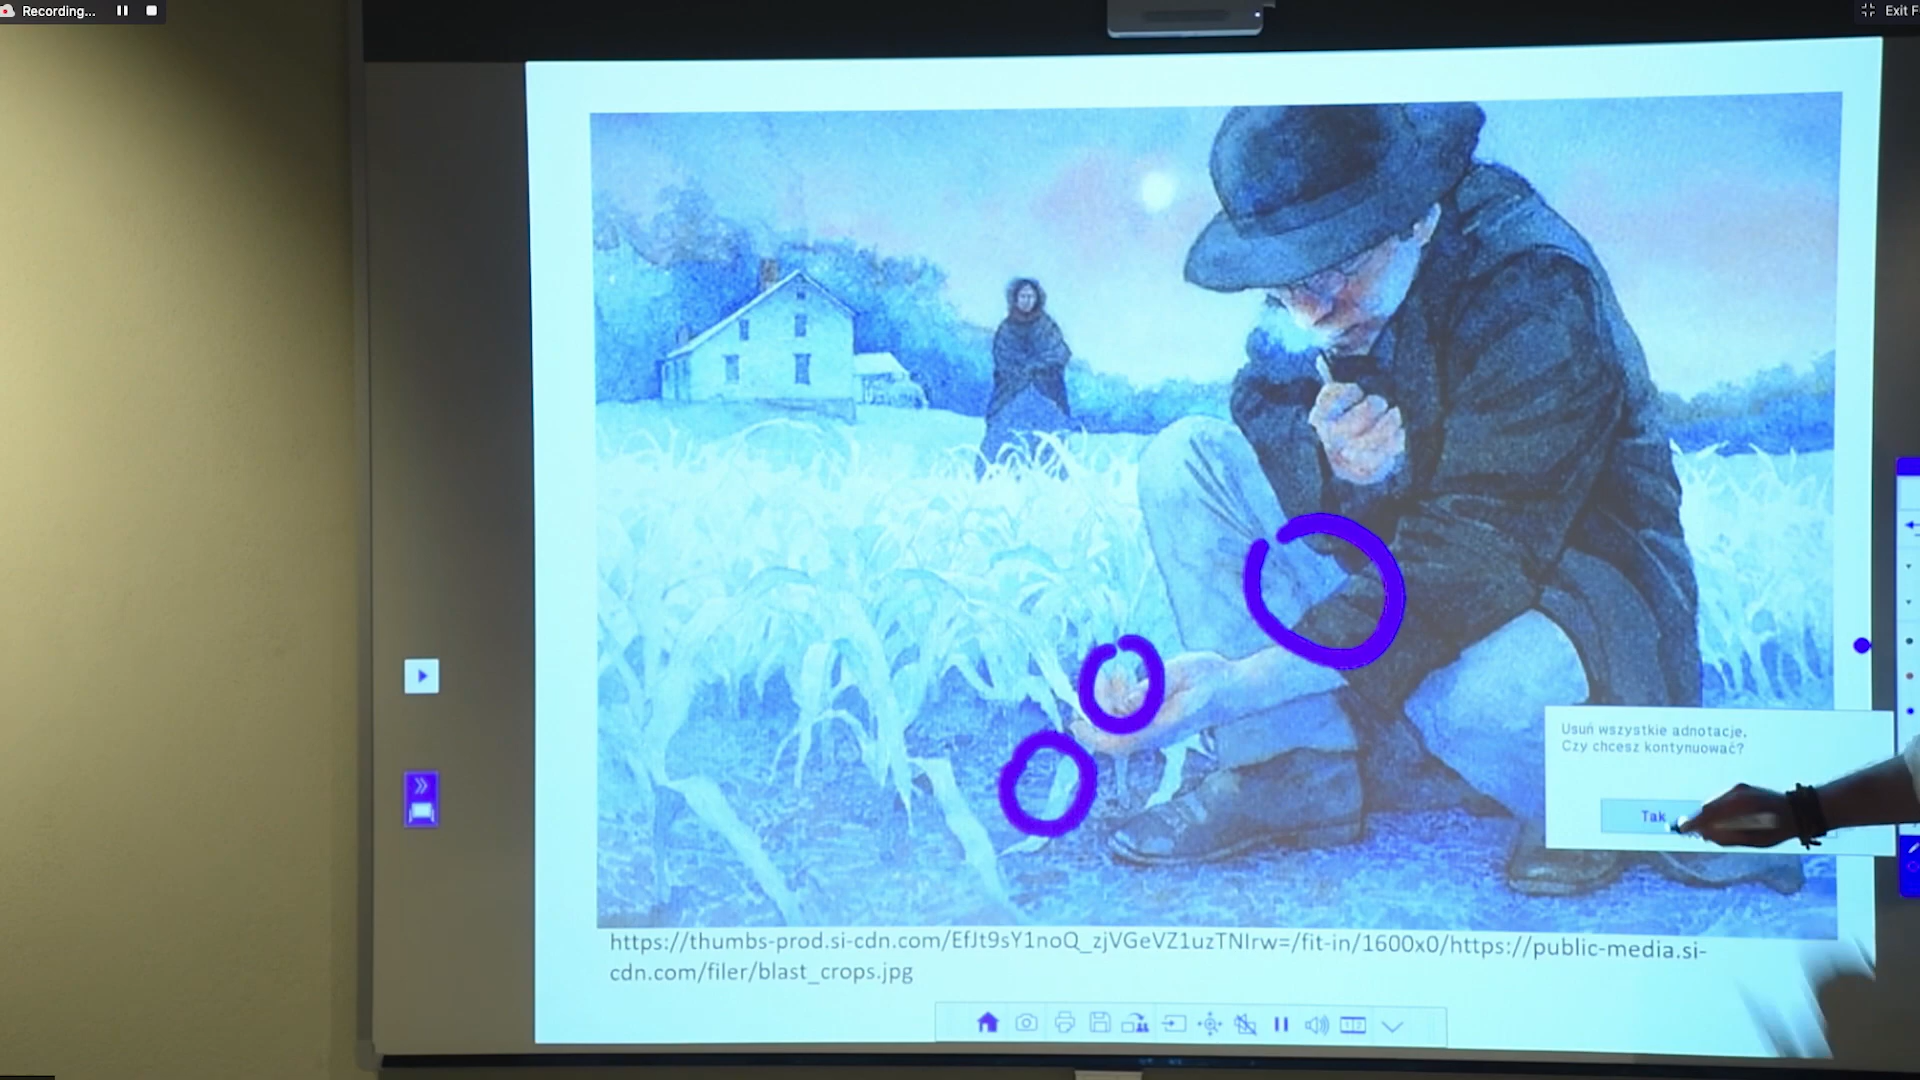 Recording...
Exit F
Usuń wszystkie adnotacje.
Czy chcesz kontynuować?
Tak
https://thumbs-prod.si-cdn.com/EfJt9sY1noQ_zjVGeVZ1uzTNIrw=/fit-in/1600x0/https://public-media.si-
cdn.com/filer/blast_crops.jpg